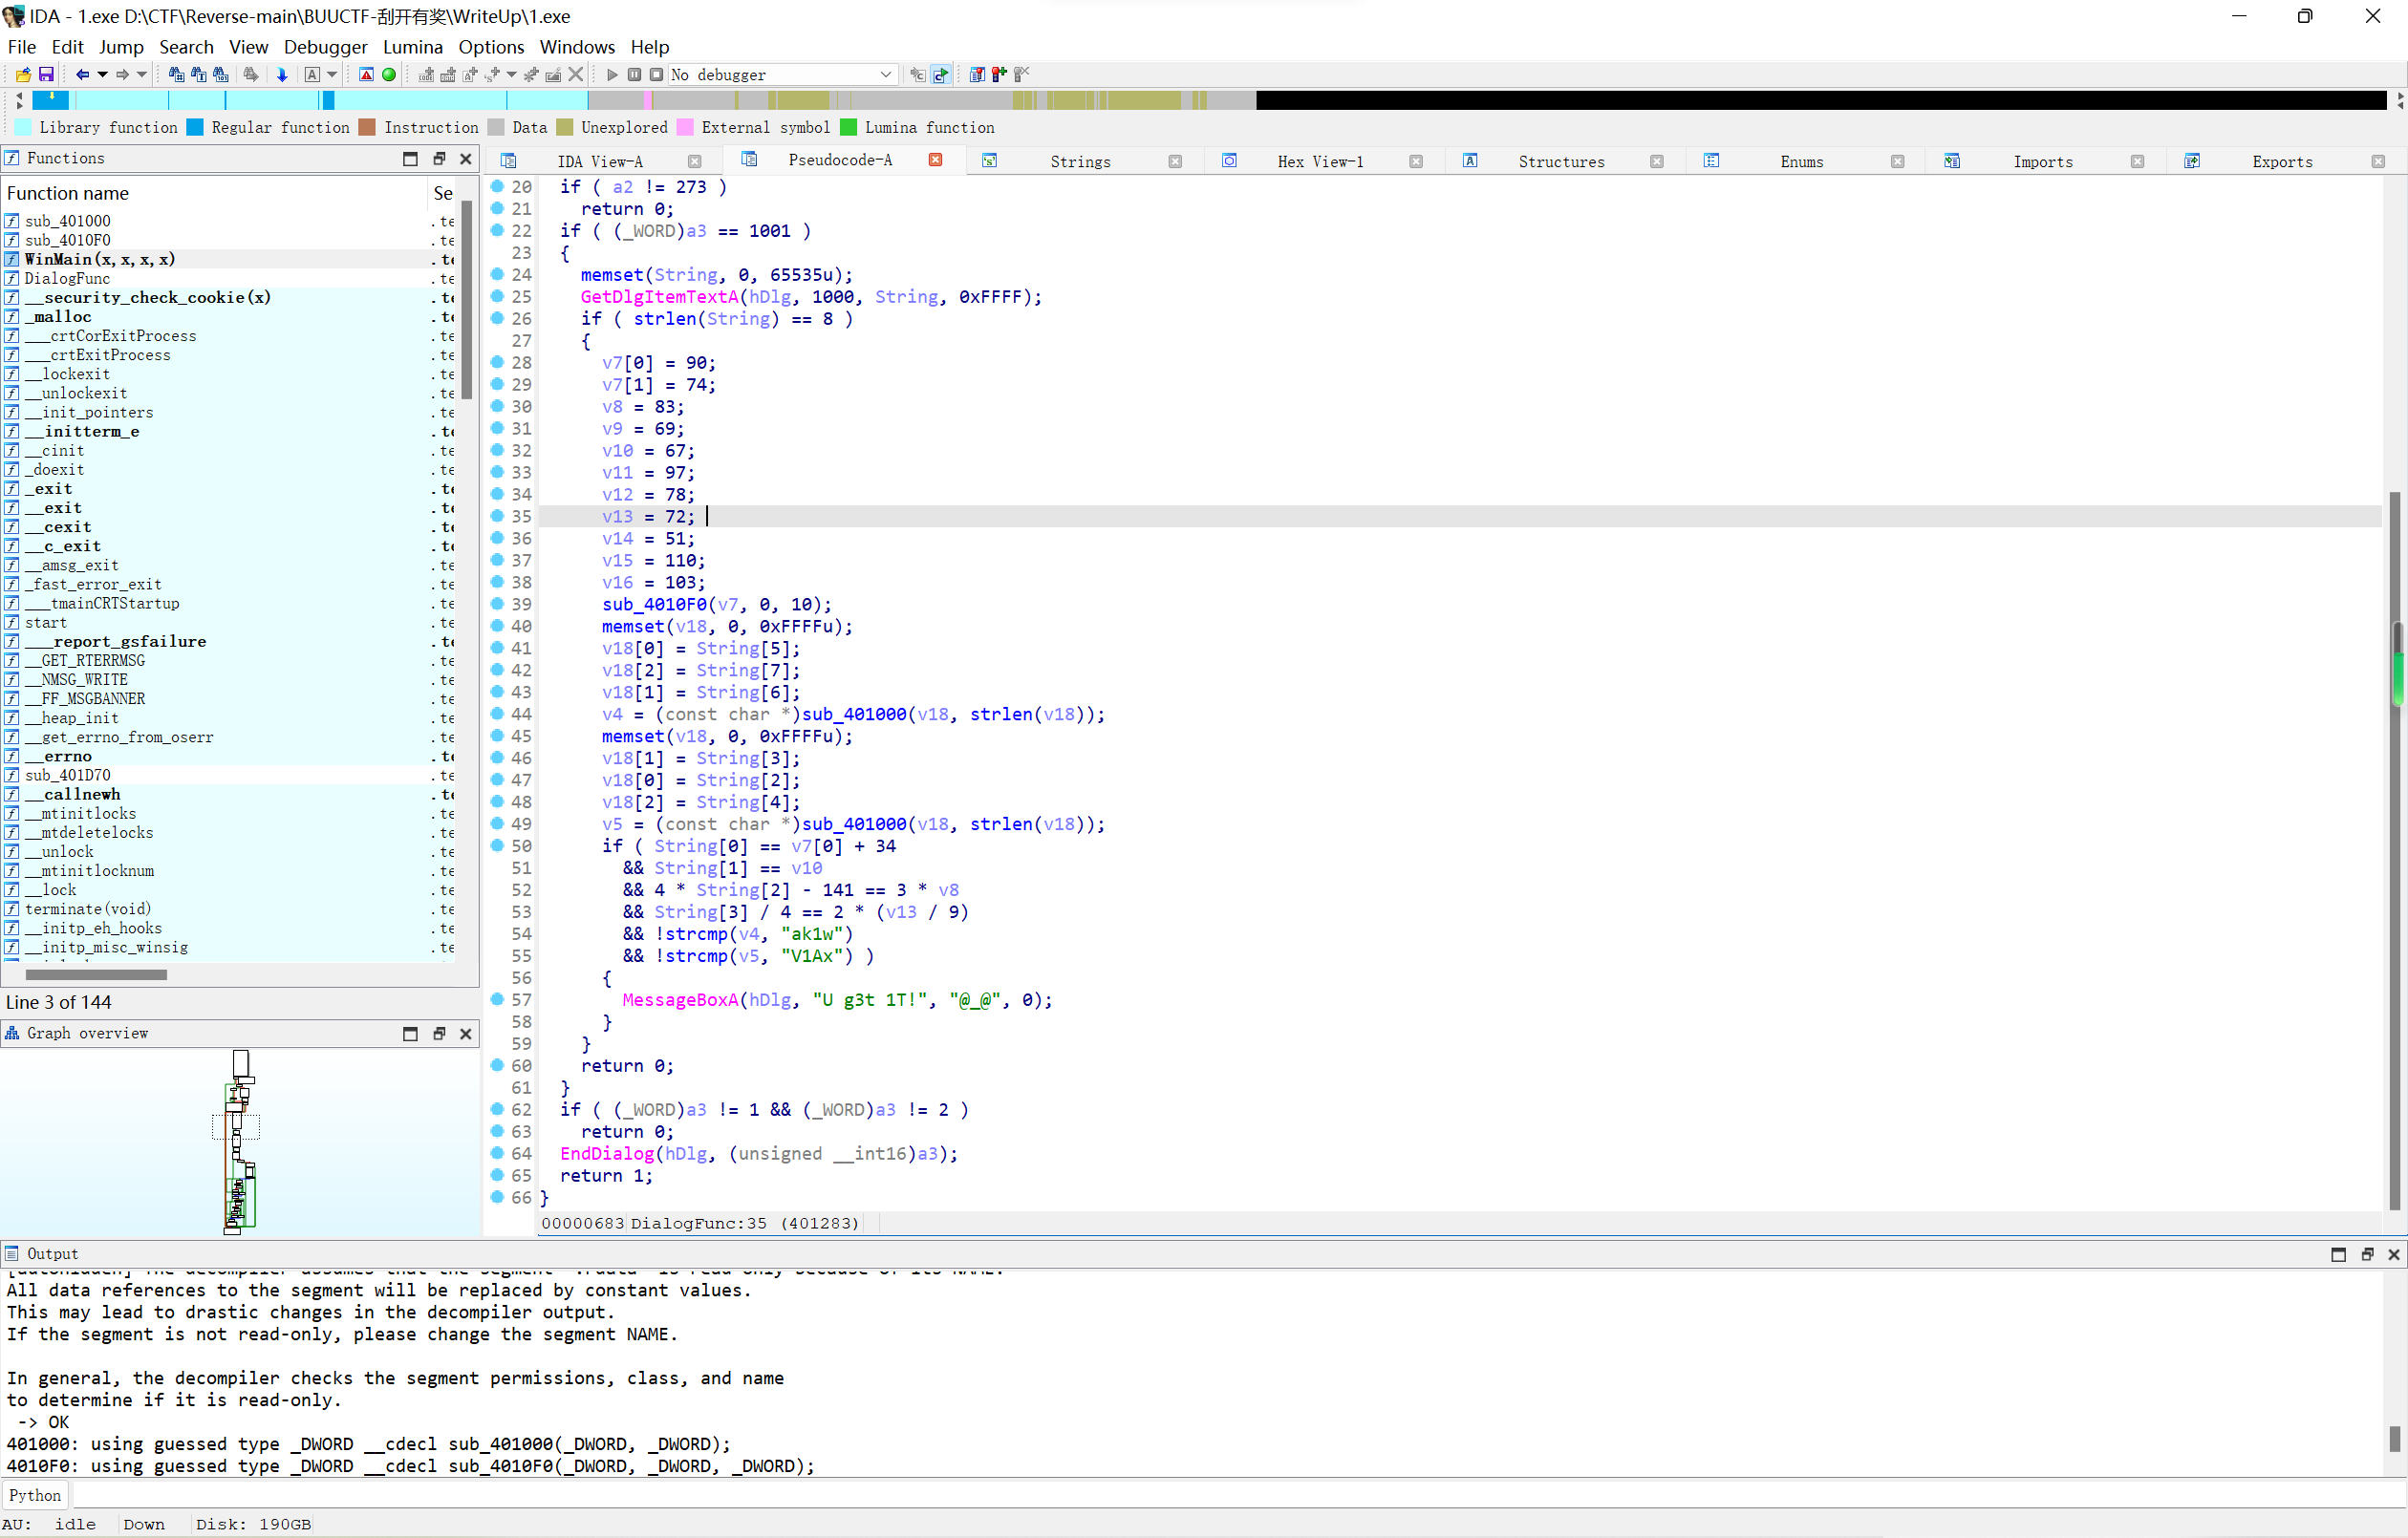 IDA - 1.exe D:\CTF\Reverse-main\BUUCTF-刮开有奖\WriteUp\1.exe
File Edit Jump Search View Debugger Lumina Options Windows Help
No debugger
Library function Regular function Instruction Data Unexplored External symbol Lumina function
Functions
Function name Se
sub_401000 .te
sub_4010F0 .te
WinMain(x,x,x,x) .te
DialogFunc .te
__security_check_cookie(x) .te
_malloc .te
___crtCorExitProcess .te
___crtExitProcess .te
__lockexit .te
__unlockexit .te
__init_pointers .te
__initterm_e .te
__cinit .te
_doexit .te
_exit .te
__exit .te
__cexit .te
__c_exit .te
__amsg_exit .te
_fast_error_exit .te
___tmainCRTStartup .te
start .te
___report_gsfailure .te
__GET_RTERRMSG .te
__NMSG_WRITE .te
__FF_MSGBANNER .te
__heap_init .te
__get_errno_from_oserr .te
__errno .te
sub_401D70 .te
__callnewh .te
__mtinitlocks .te
__mtdeletelocks .te
__unlock .te
__mtinitlocknum .te
__lock .te
terminate(void) .te
__initp_eh_hooks .te
__initp_misc_winsig .te
Line 3 of 144
Graph overview
IDA View-A Pseudocode-A Strings Hex View-1 Structures Enums Imports Exports
20 if ( a2 != 273 )
21 return 0;
22 if ( (_WORD)a3 == 1001 )
23 {
24 memset(String, 0, 65535u);
25 GetDlgItemTextA(hDlg, 1000, String, 0xFFFF);
26 if ( strlen(String) == 8 )
27 {
28 v7[0] = 90;
29 v7[1] = 74;
30 v8 = 83;
31 v9 = 69;
32 v10 = 67;
33 v11 = 97;
34 v12 = 78;
35 v13 = 72;
36 v14 = 51;
37 v15 = 110;
38 v16 = 103;
39 sub_4010F0(v7, 0, 10);
40 memset(v18, 0, 0xFFFFu);
41 v18[0] = String[5];
42 v18[2] = String[7];
43 v18[1] = String[6];
44 v4 = (const char *)sub_401000(v18, strlen(v18));
45 memset(v18, 0, 0xFFFFu);
46 v18[1] = String[3];
47 v18[0] = String[2];
48 v18[2] = String[4];
49 v5 = (const char *)sub_401000(v18, strlen(v18));
50 if ( String[0] == v7[0] + 34
51 && String[1] == v10
52 && 4 * String[2] - 141 == 3 * v8
53 && String[3] / 4 == 2 * (v13 / 9)
54 && !strcmp(v4, "ak1w")
55 && !strcmp(v5, "V1Ax") )
56 {
57 MessageBoxA(hDlg, "U g3t 1T!", "@_@", 0);
58 }
59 }
60 return 0;
61 }
62 if ( (_WORD)a3 != 1 && (_WORD)a3 != 2 )
63 return 0;
64 EndDialog(hDlg, (unsigned __int16)a3);
65 return 1;
66 }
00000683 DialogFunc:35 (401283)
Output
All data references to the segment will be replaced by constant values.
This may lead to drastic changes in the decompiler output.
If the segment is not read-only, please change the segment NAME.
In general, the decompiler checks the segment permissions, class, and name
to determine if it is read-only.
-> OK
401000: using guessed type _DWORD __cdecl sub_401000(_DWORD, _DWORD);
4010F0: using guessed type _DWORD __cdecl sub_4010F0(_DWORD, _DWORD, _DWORD);
Python
AU: idle Down Disk: 190GB